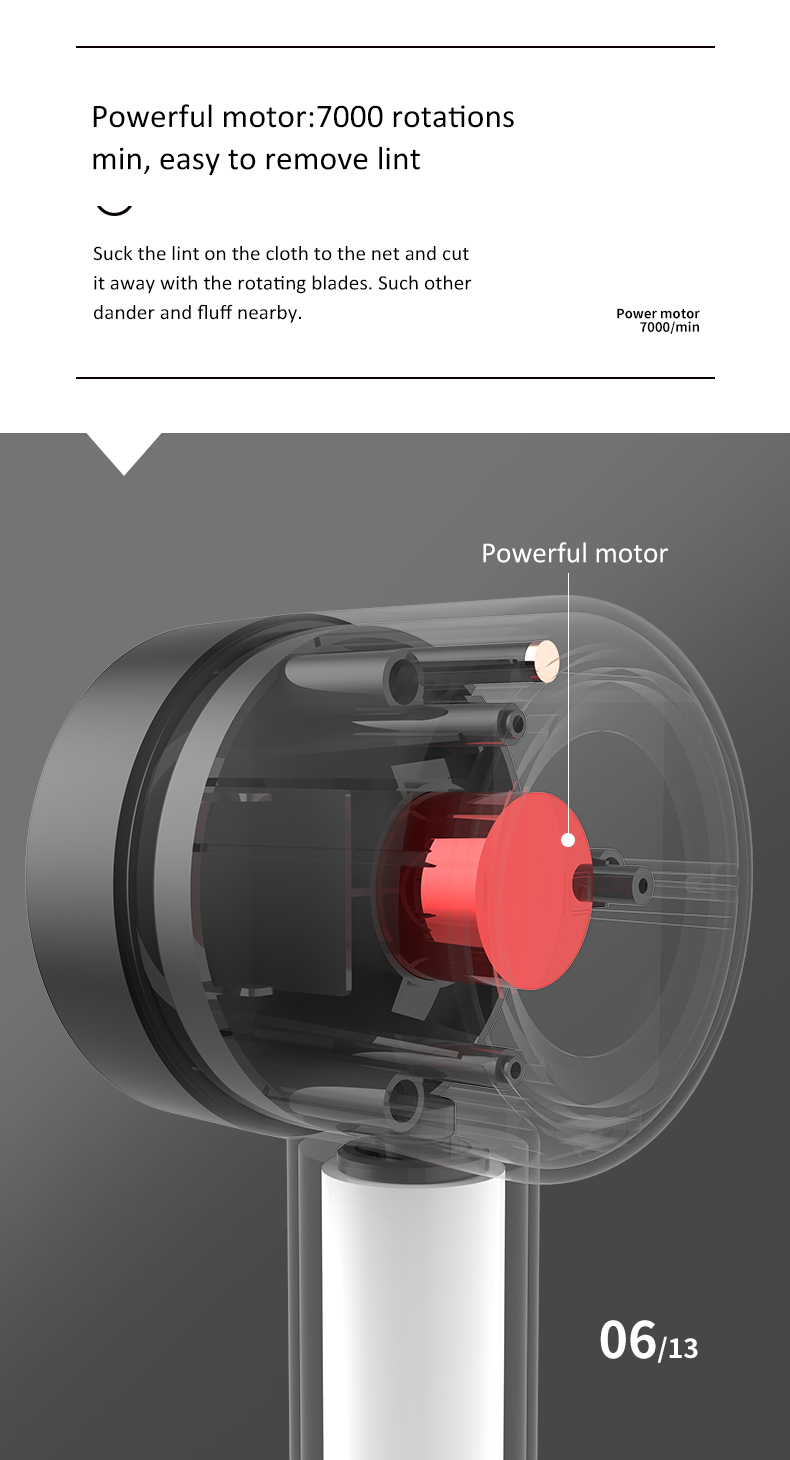 Powerful motor:7000 rotations
min, easy to remove lint
Suck the lint on the cloth to the net and cut
it away with the rotating blades. Such other
dander and fluff nearby.
Power motor
7000/min
Powerful motor
06/13